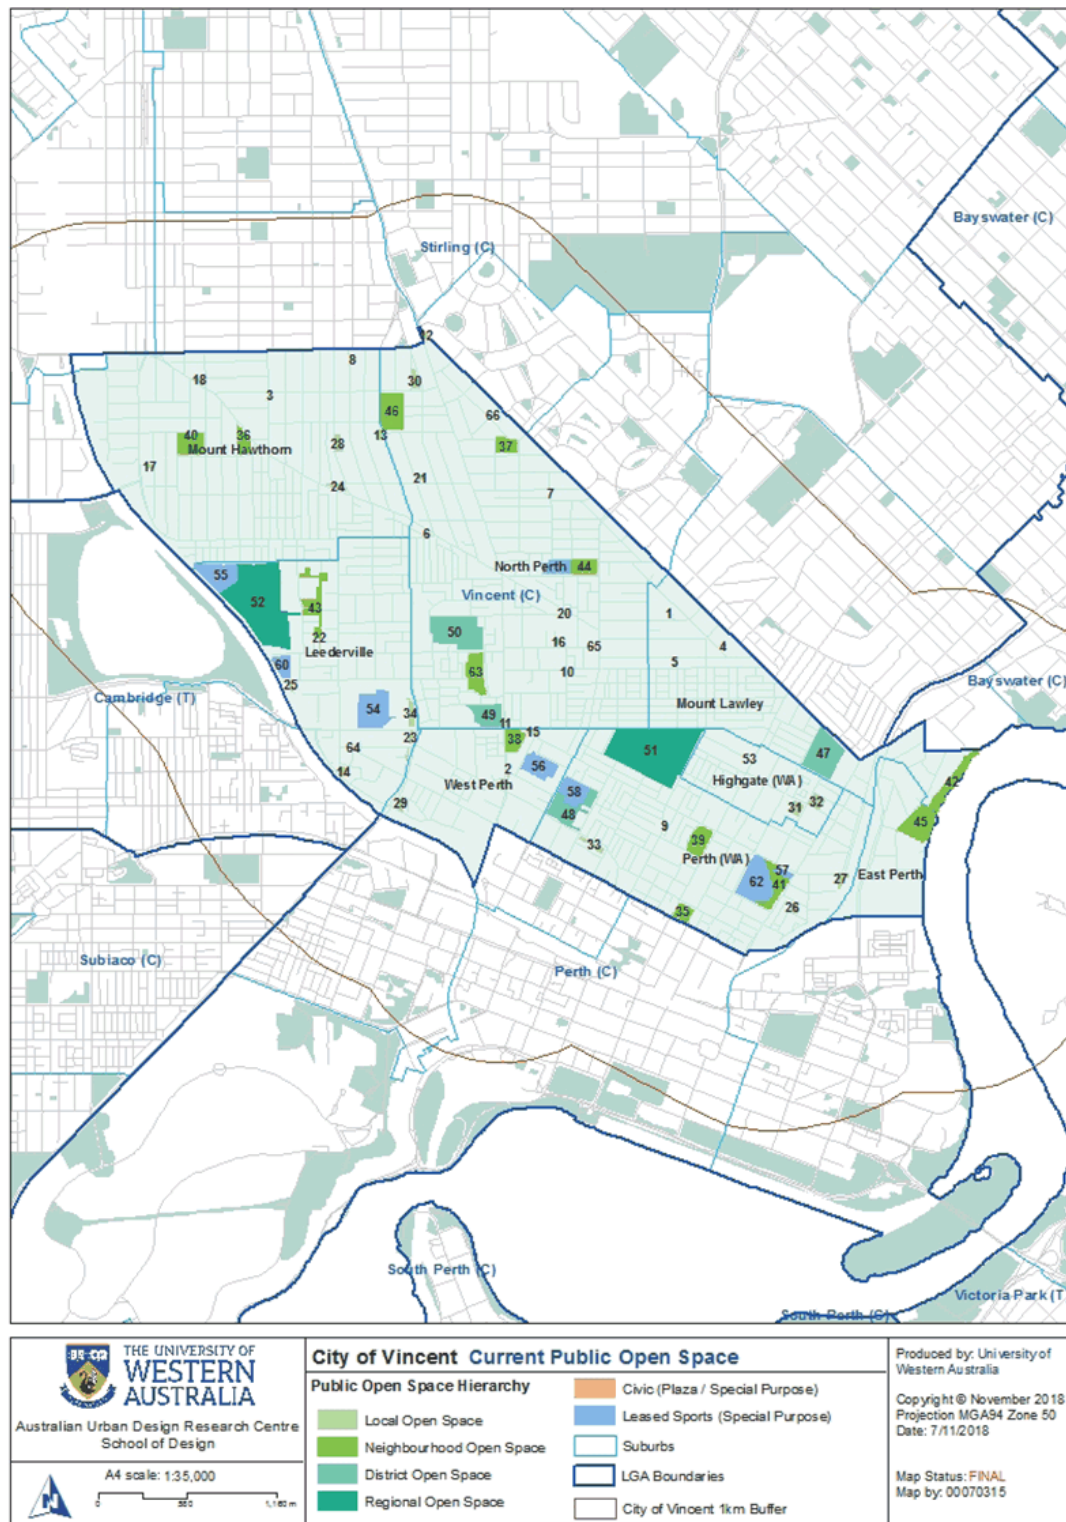 Bayswater (C)
Stirling (C)
12
8
18
30
3
46
66
40
36
13
37
28
Mount Hawthorn
17
21
24
7
6
North Perth
44
55
Vincent (C)
52
43
20
1
22
50
16
65
4
Leederville
60
63
10
5
25
Bayswater (C)
Cambridge (T)
Mount Lawley
54
34
49
11
23
38
15
64
51
53
47
14
2
56
West Perth
Highgate (WA)
42
58
29
31
32
48
9
45
33
39
Perth (WA)
57
27
East Perth
62
41
26
35
Subiaco (C)
Perth (C)
South Perth (C)
Victoria Park (T
South Perth (C)
THE UNIVERSITY OF
WESTERN
AUSTRALIA
Australian Urban Design Research Centre
School of Design
A4 scale: 1:35,000
City of Vincent Current Public Open Space
Public Open Space Hierarchy
Local Open Space
Neighbourhood Open Space
District Open Space
Regional Open Space
Civic (Plaza / Special Purpose)
Leased Sports (Special Purpose)
Suburbs
LGA Boundaries
City of Vincent 1km Buffer
Produced by: University of
Western Australia
Copyright © November 2018
Projection MGA94 Zone 50
Date: 7/11/2018
Map Status: FINAL
Map by: 00070315